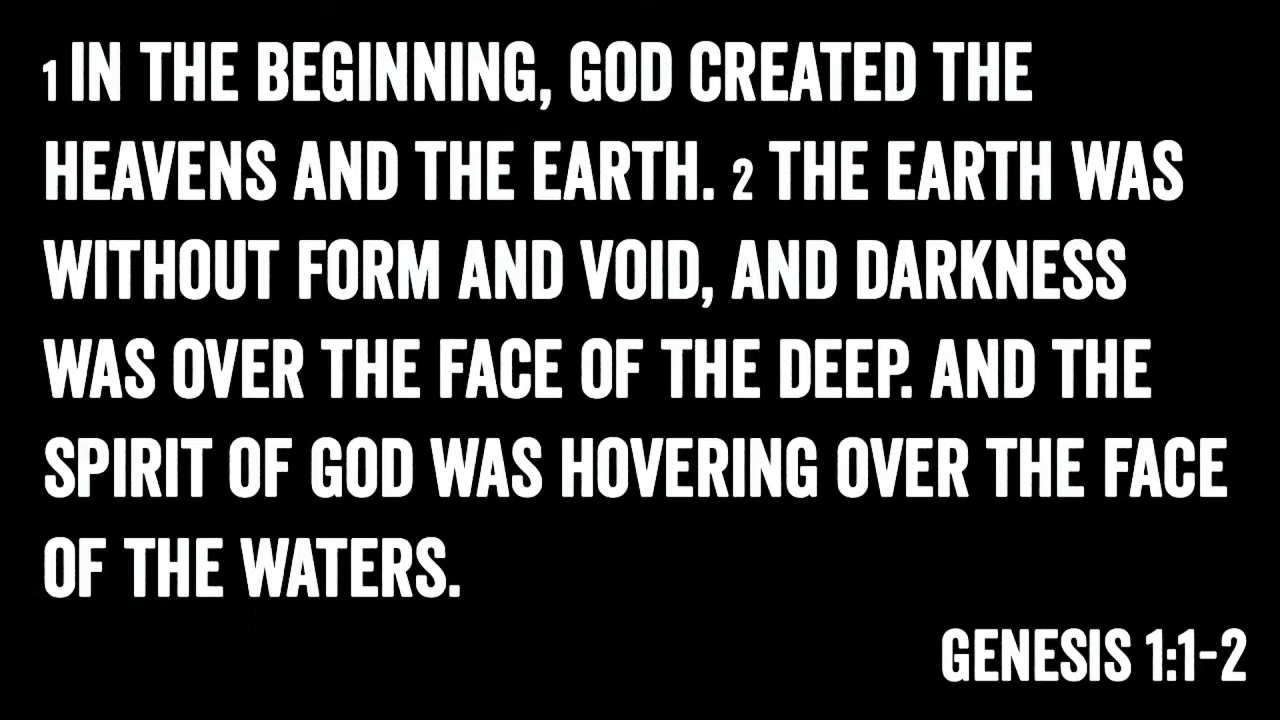 1 IN THE BEGINNING, GOD CREATED THE
HEAVENS AND THE EARTH. 2 THE EARTH WAS
WITHOUT FORM AND VOID, AND DARKNESS
WAS OVER THE FACE OF THE DEEP. AND THE
SPIRIT OF GOD WAS HOVERING OVER THE FACE
OF THE WATERS.
GENESIS 1:1-2